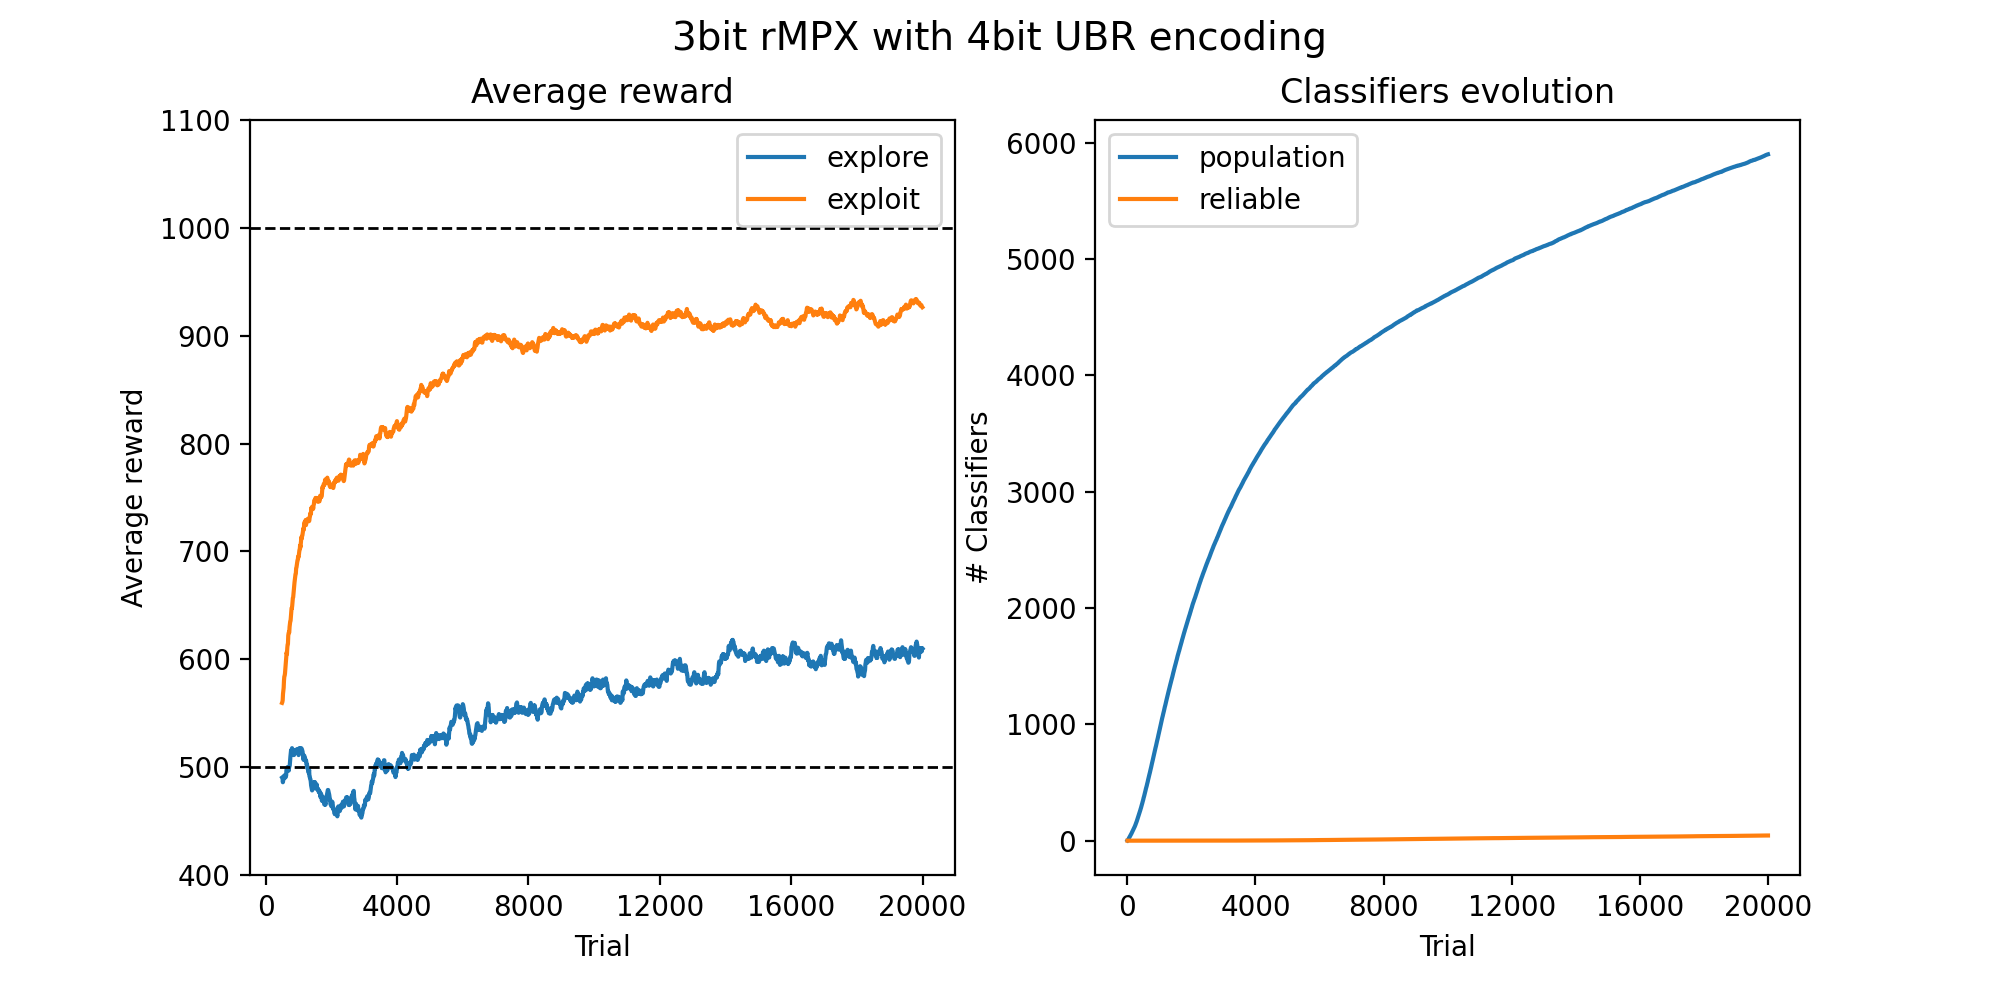 3bit rMPX with 4bit UBR encoding
Average reward
1100
1000
900
800
700
600
500
400
Average reward
explore
exploit
0 4000 8000 12000 16000 20000
Trial
Classifiers evolution
6000
5000
4000
3000
2000
1000
0
# Classifiers
population
reliable
0 4000 8000 12000 16000 20000
Trial